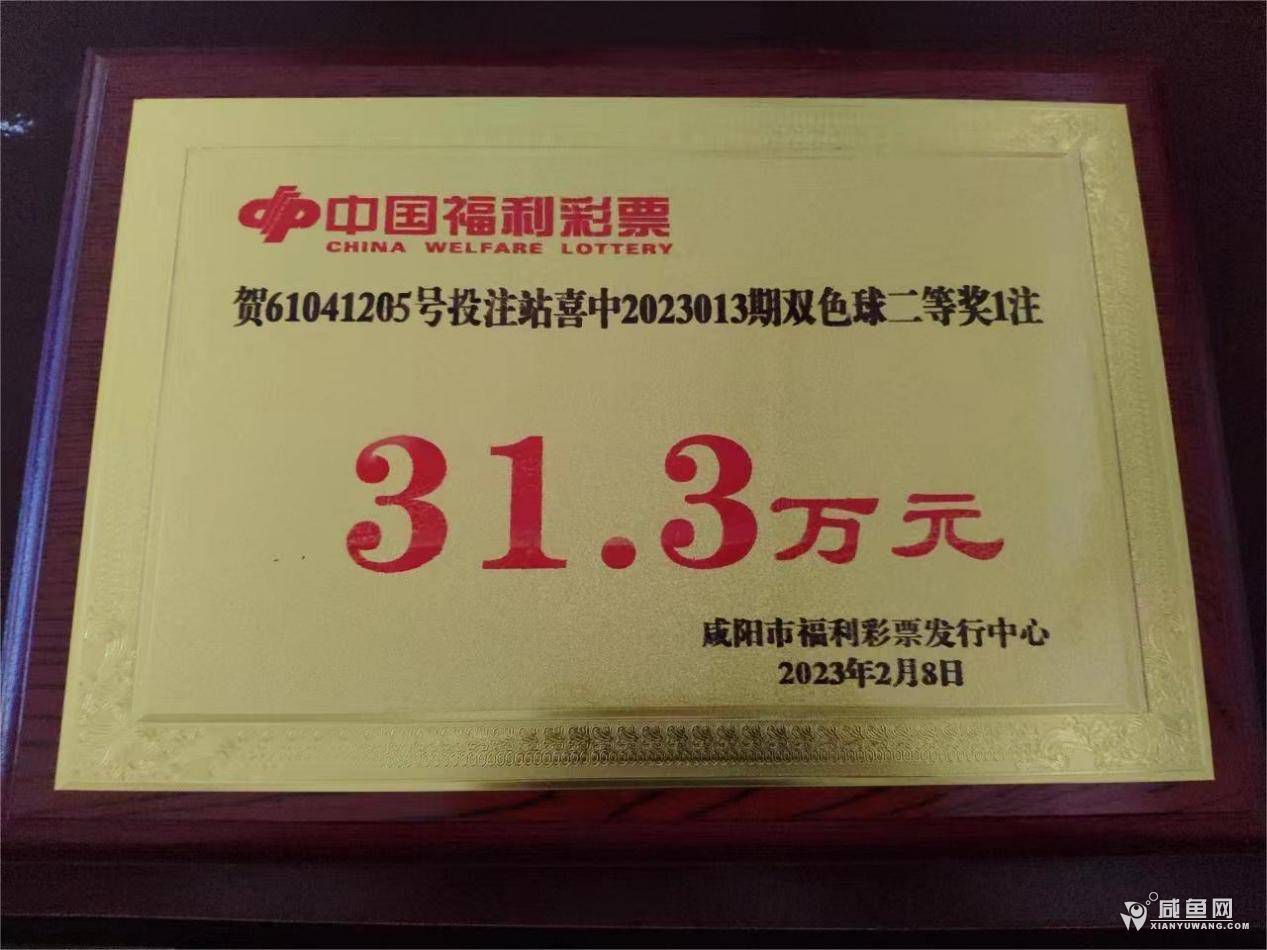 中国福利彩票
CHINA WELFARE LOTTERY
贺61041205号投注站喜中2023013期双色球二等奖1注
31.3万元
咸阳市福利彩票发行中心
2023年2月8日
咸鱼网
XIANYUWANG.COM